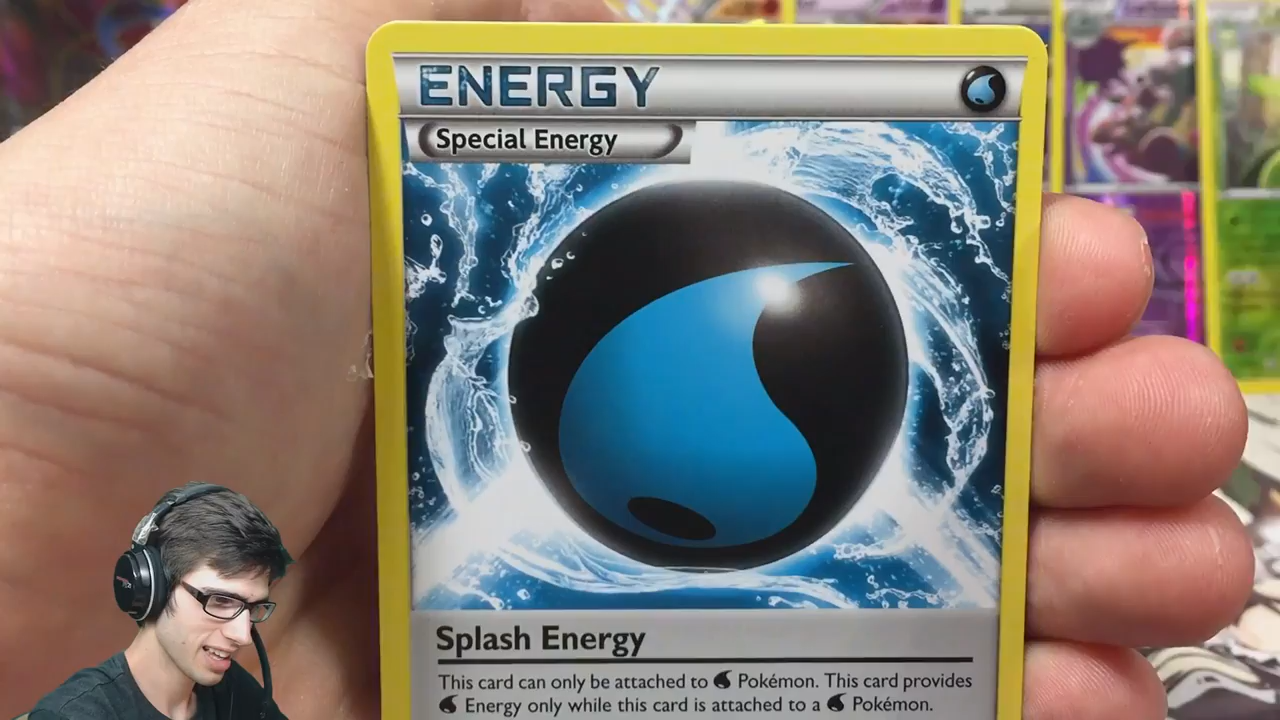 ENERGY
Special Energy
Splash Energy
This card can only be attached to Pokémon. This card provides
Energy only while this card is attached to a Pokémon.